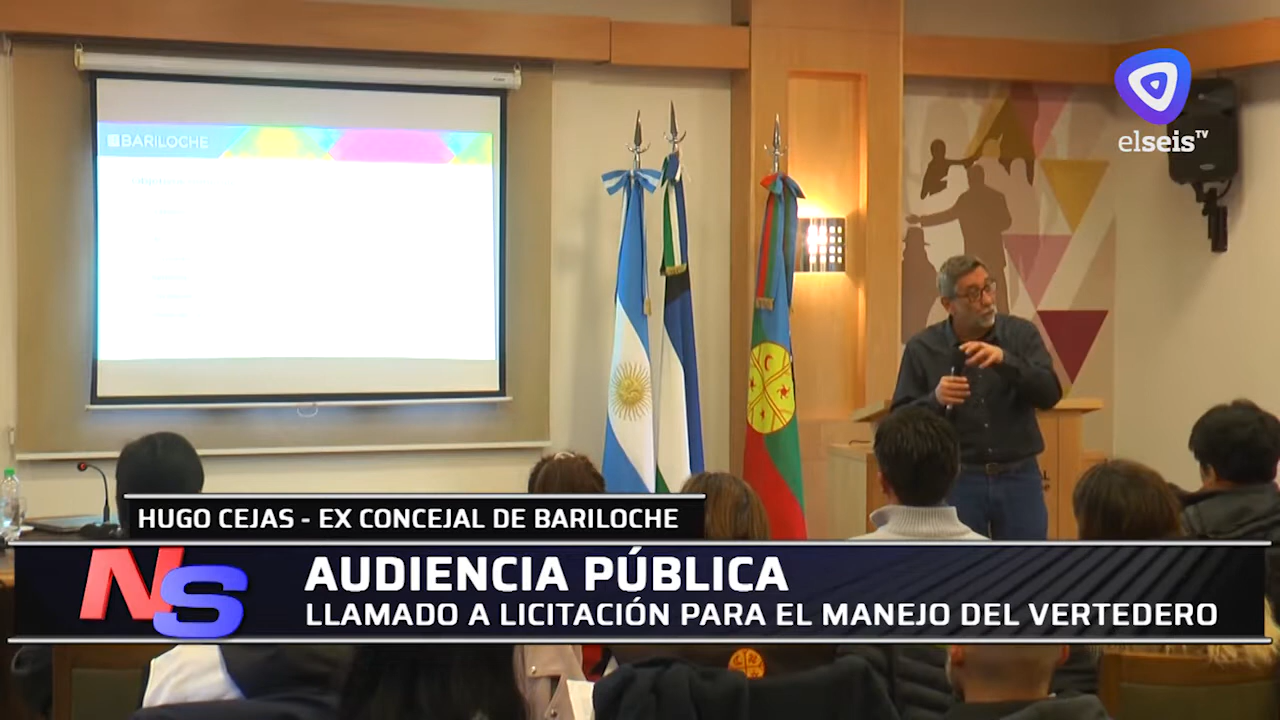 BARILOCHE
elseis TV
HUGO CEJAS - EX CONCEJAL DE BARILOCHE
NS
AUDIENCIA PÚBLICA
LLAMADO A LICITACIÓN PARA EL MANEJO DEL VERTEDERO